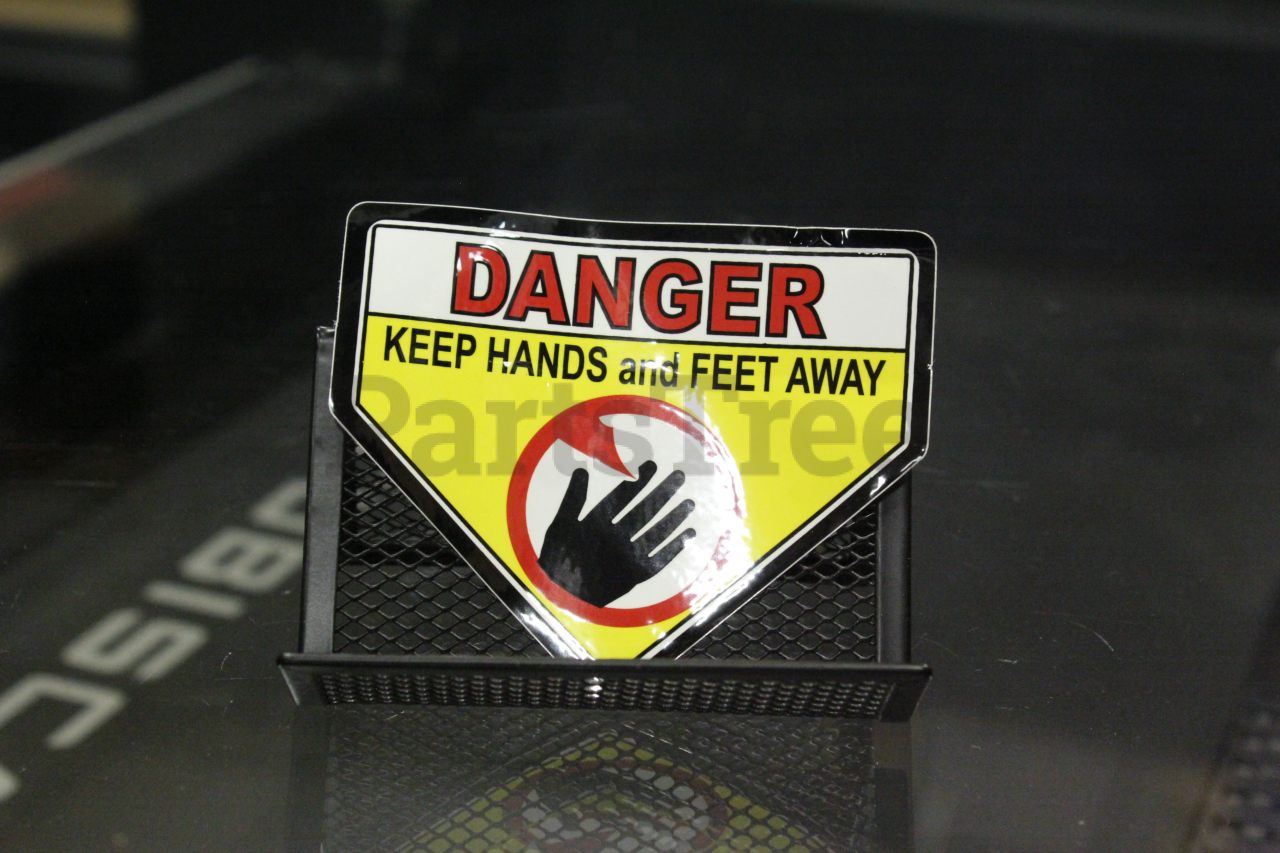 DANGER
KEEP HANDS and FEET AWAY
PartsTree